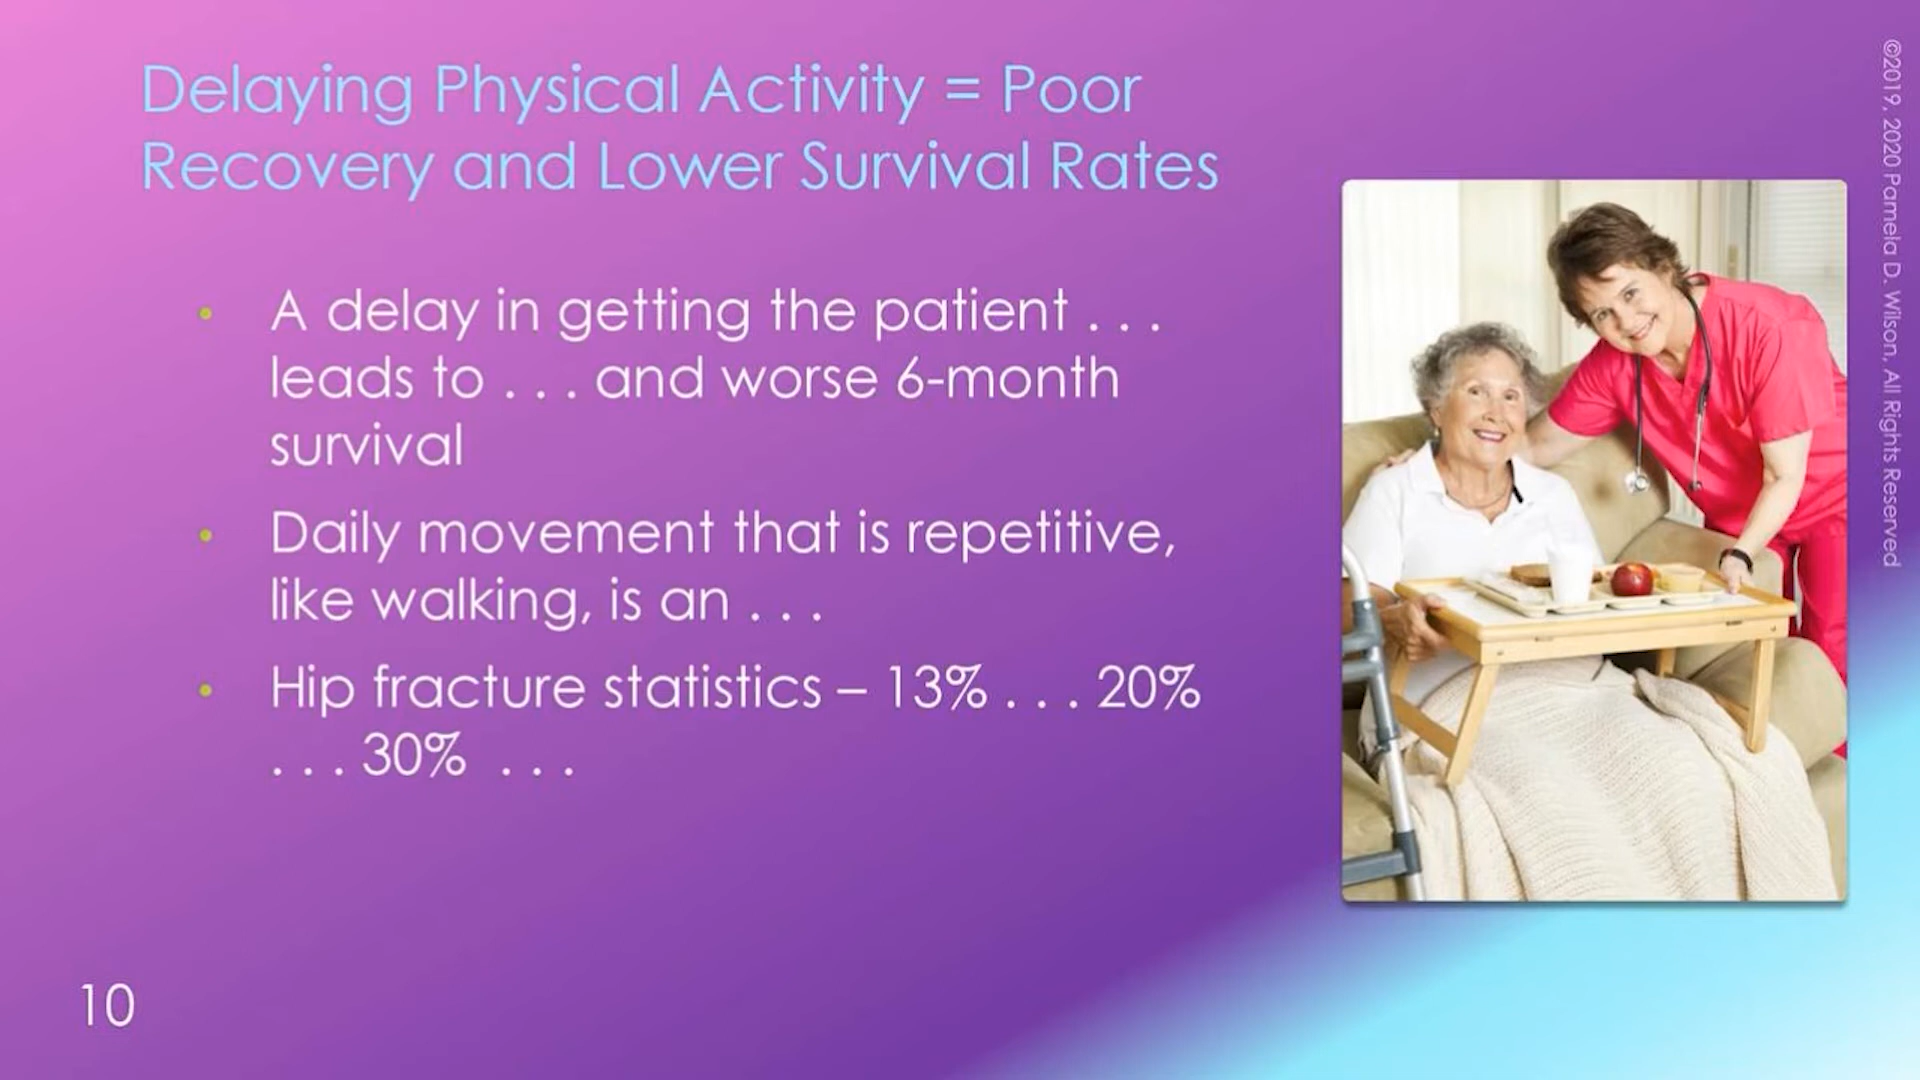 Delaying Physical Activity = Poor
Recovery and Lower Survival Rates
• A delay in getting the patient . . .
leads to . . . and worse 6-month
survival
• Daily movement that is repetitive,
like walking, is an . . .
• Hip fracture statistics – 13% . . . 20%
. . . 30% . . .
10
©2019, 2020 Pamela D. Wilson, All Rights Reserved